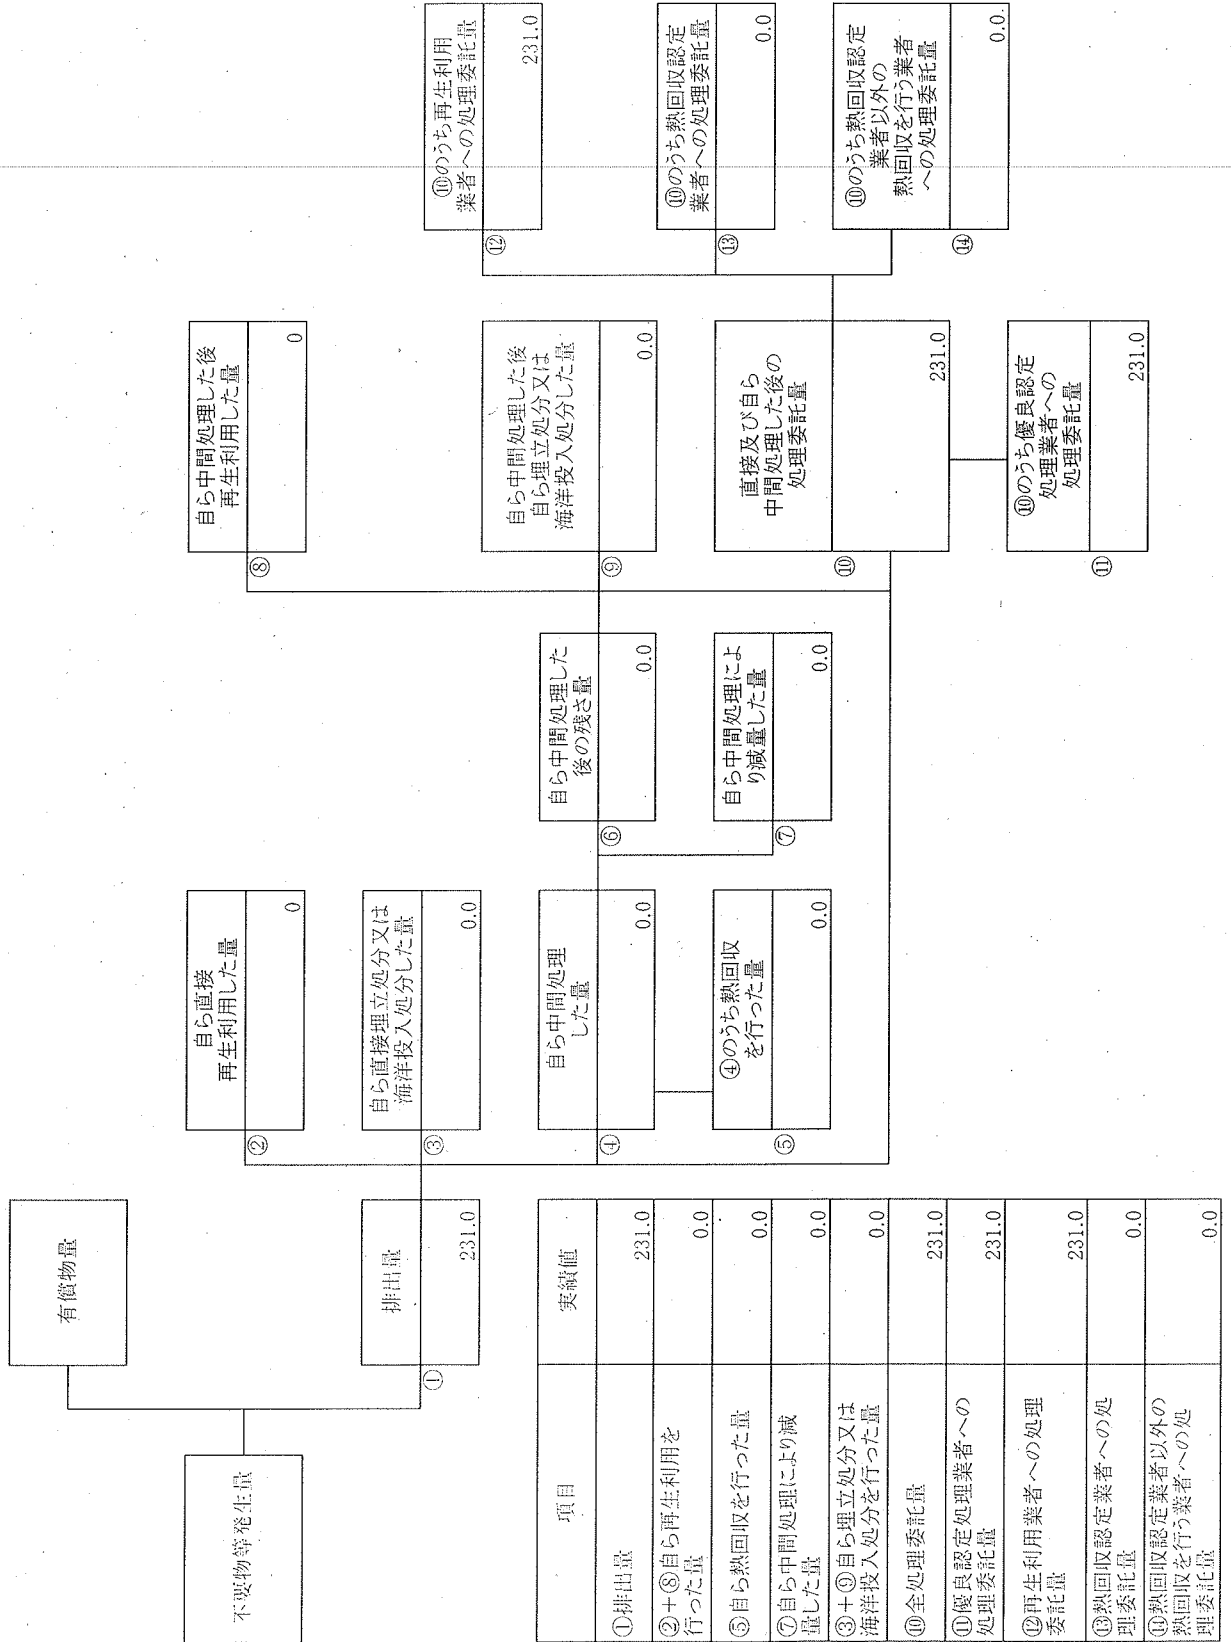 不要物等発生量
有償物量
排出量
①
231.0
自ら直接
再生利用した量
②
0
自ら直接埋立処分又は
海洋投入処分した量
③
0.0
自ら中間処理
した量
④
0.0
④のうち熱回収
を行った量
⑤
0.0
自ら中間処理した
後の残さ量
⑥
0.0
自ら中間処理によ
り減量した量
⑦
0.0
自ら中間処理した後
再生利用した量
⑧
0
自ら中間処理した後
自ら埋立処分又は
海洋投入処分した量
⑨
0.0
直接及び自ら
中間処理した後の
処理委託量
⑩
231.0
⑩のうち優良認定
処理業者への
処理委託量
⑪
231.0
⑩のうち再生利用
業者への処理委託量
⑫
231.0
⑩のうち熱回収認定
業者への処理委託量
⑬
0.0
⑩のうち熱回収認定
業者以外の
熱回収を行う業者
への処理委託量
⑭
0.0
項目 実績値
①排出量 231.0
②+⑧自ら再生利用を
行った量 0.0
⑤自ら熱回収を行った量 0.0
⑦自ら中間処理により減
量した量 0.0
③+⑨自ら埋立処分又は
海洋投入処分を行った量 0.0
⑩全処理委託量 231.0
⑪優良認定処理業者への
処理委託量 231.0
⑫再生利用業者への処理
委託量 231.0
⑬熱回収認定業者への処
理委託量 0.0
⑭熱回収認定業者以外の
熱回収を行う業者への処
理委託量 0.0